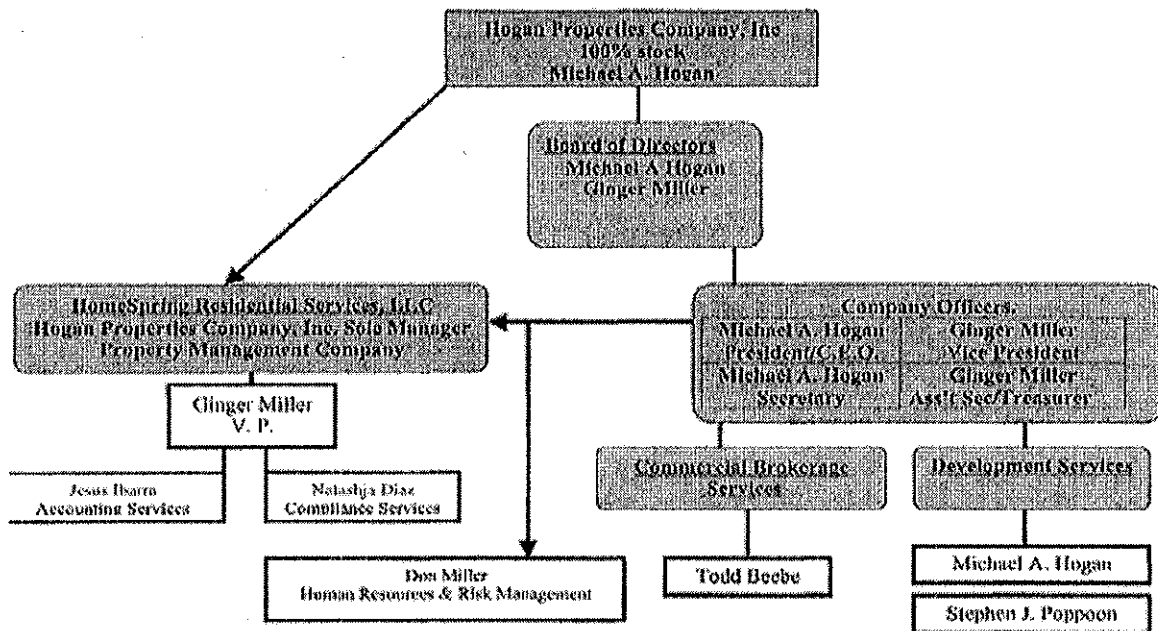 Hogan Properties Company, Inc
100% stock
Michael A. Hogan
Board of Directors
Michael A Hogan
Ginger Miller
HomeSpring Residential Services, LLC
Hogan Properties Company, Inc. Sole Manager
Property Management Company
Company Officers.
Michael A. Hogan
President/C.E.O.
Ginger Miller
Vice President
Michael A. Hogan
Secretary
Ginger Miller
Ass't Sec/Treasurer
Ginger Miller
V. P.
Jesus Ibarra
Accounting Services
Natashja Diaz
Compliance Services
Commercial Brokerage
Services
Development Services
Don Miller
Human Resources & Risk Management
Todd Beebe
Michael A. Hogan
Stephen J. Poppoon